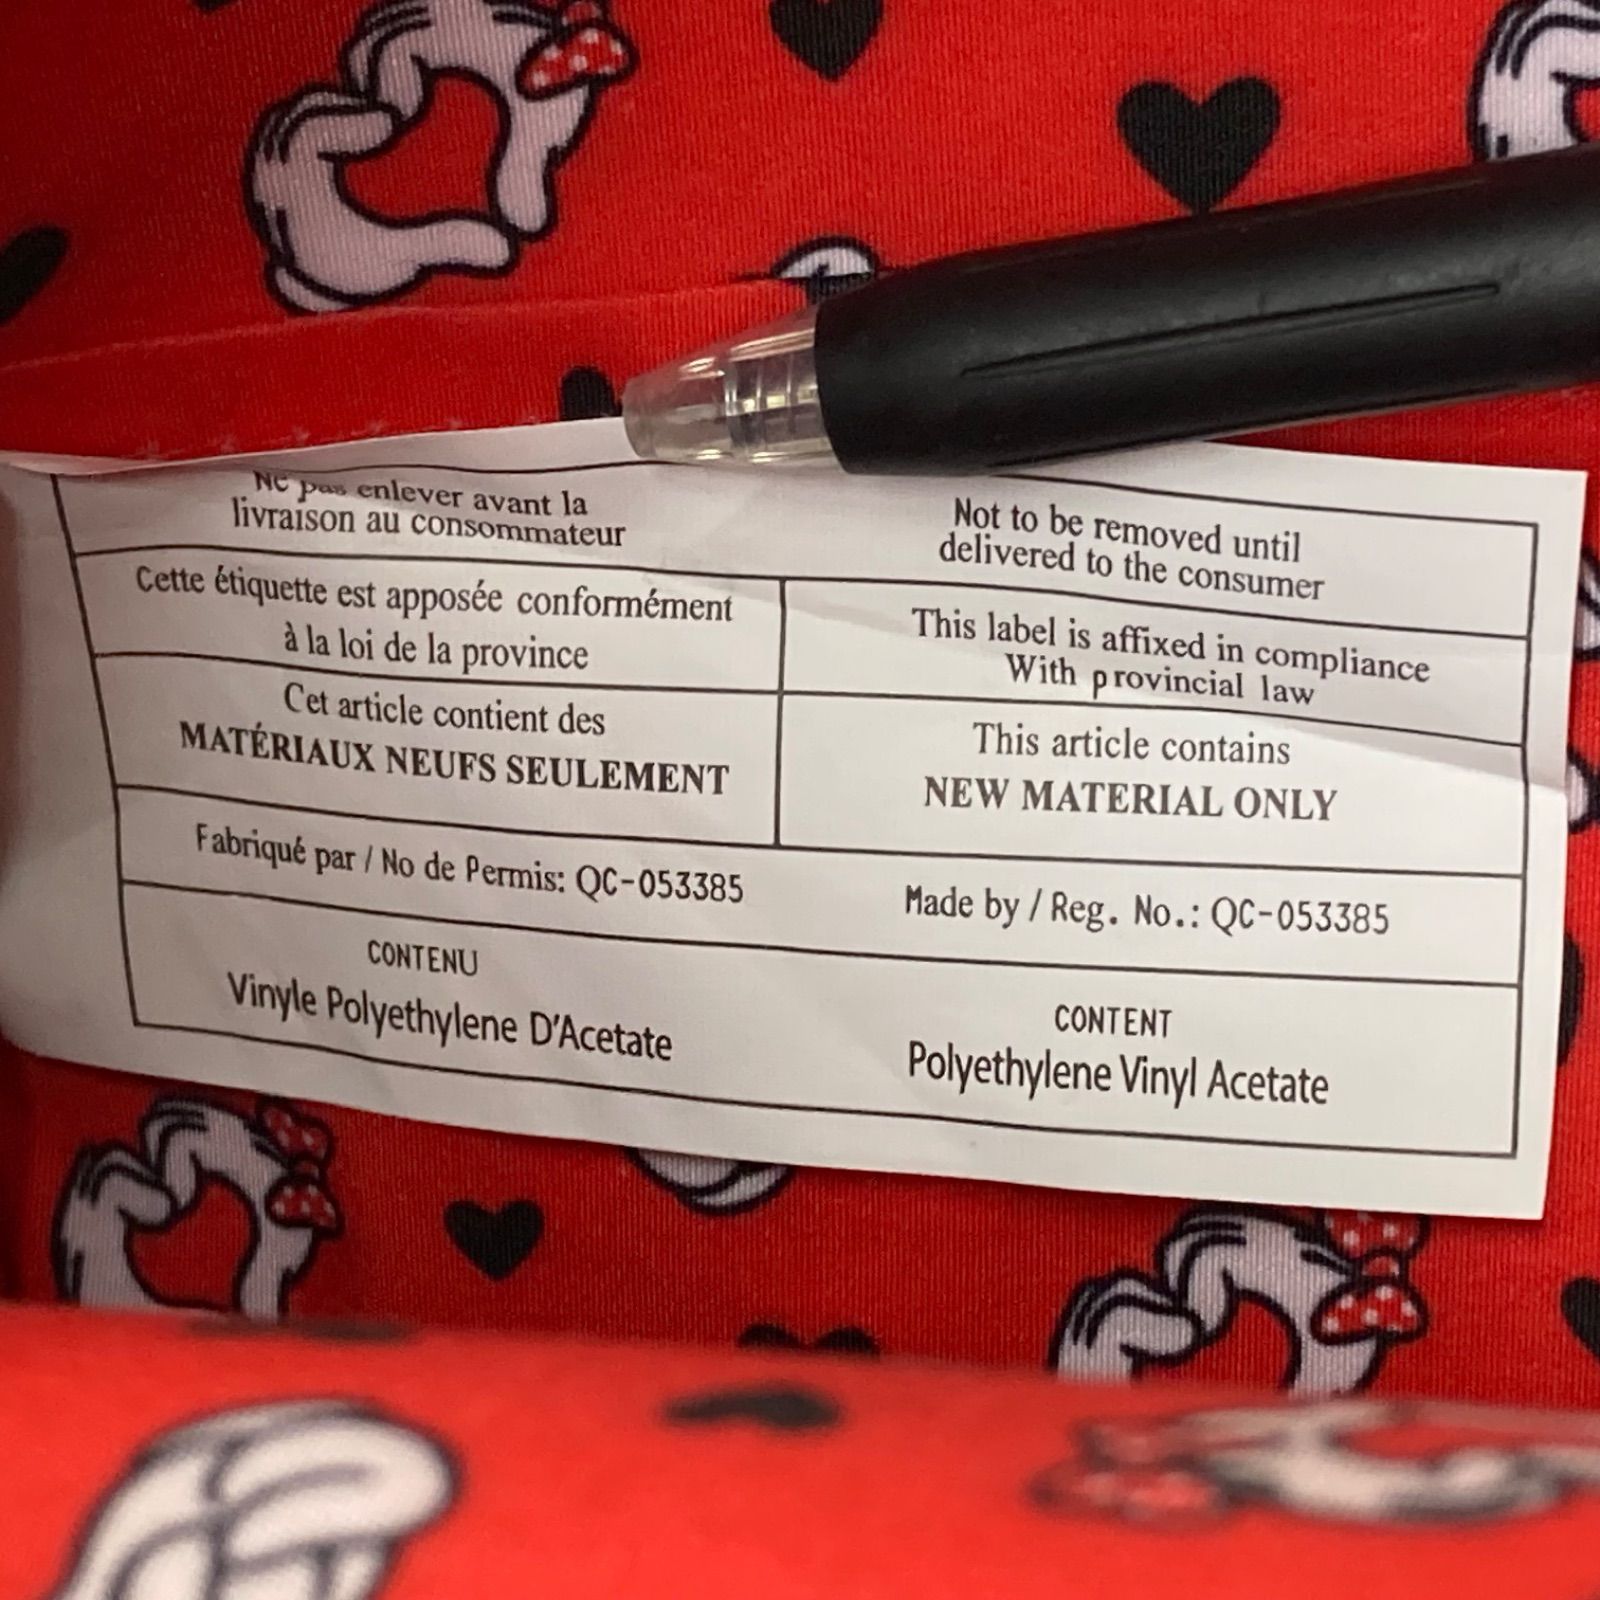 Ne pas enlever avant la
livraison au consommateur
Not to be removed until
delivered to the consumer
Cette étiquette est apposée conformément
à la loi de la province
This label is affixed in compliance
With provincial law
Cet article contient des
MATÉRIAUX NEUFS SEULEMENT
This article contains
NEW MATERIAL ONLY
Fabriqué par / No de Permis: QC-053385
Made by / Reg. No.: QC-053385
CONTENU
Vinyle Polyethylene D'Acetate
CONTENT
Polyethylene Vinyl Acetate